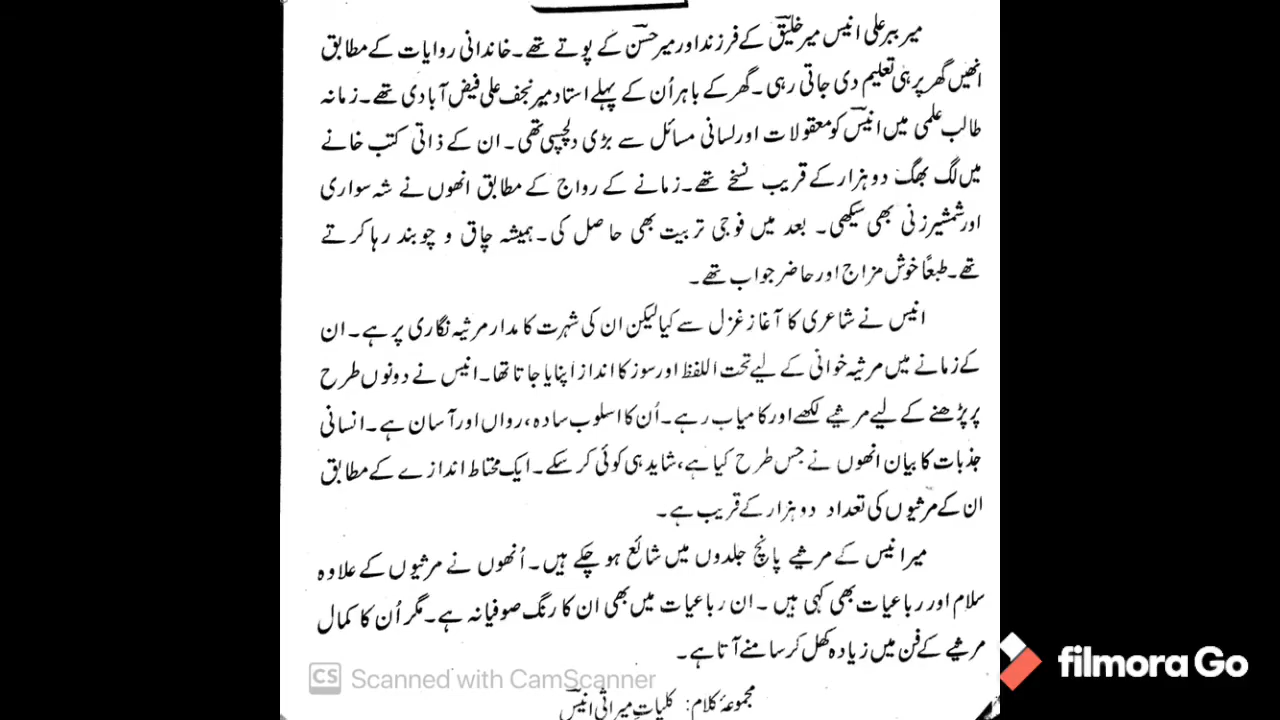 میر ببر علی انیسؔ میر خلیقؔ کے فرزند اور میر حسنؔ کے پوتے تھے۔ خاندانی روایات کے مطابق
انھیں گھر پر ہی تعلیم دی جاتی رہی۔ گھر کے باہر اُن کے پہلے استاد میر نجف علی فیض آبادی تھے۔ زمانہ
طالب علمی میں انیسؔ کو معقولات اور لسانی مسائل سے بڑی دلچسپی تھی۔ ان کے ذاتی کتب خانے
میں لگ بھگ دو ہزار کے قریب نسخے تھے۔ زمانے کے رواج کے مطابق انھوں نے شہ سواری
اور شمشیر زنی بھی سیکھی۔ بعد میں فوجی تربیت بھی حاصل کی۔ ہمیشہ چاق و چوبند رہا کرتے
تھے۔ طبعاً خوش مزاج اور حاضر جواب تھے۔
انیس نے شاعری کا آغاز غزل سے کیا لیکن ان کی شہرت کا مدار مرثیہ نگاری پر ہے۔ ان
کے زمانے میں مرثیہ خوانی کے لیے تحت اللفظ اور سوز کا انداز اپنایا جاتا تھا۔ انیس نے دونوں طرح
پر پڑھنے کے لیے مرثیے لکھے اور کامیاب رہے۔ اُن کا اسلوب سادہ، رواں اور آسان ہے۔ انسانی
جذبات کا بیان انھوں نے جس طرح کیا ہے، شاید ہی کوئی کر سکے۔ ایک محتاط اندازے کے مطابق
ان کے مرثیوں کی تعداد دو ہزار کے قریب ہے۔
میر انیس کے مرثیے پانچ جلدوں میں شائع ہو چکے ہیں۔ اُنھوں نے مرثیوں کے علاوہ
سلام اور رباعیات بھی کہی ہیں۔ ان رباعیات میں بھی ان کا رنگ صوفیانہ ہے۔ مگر اُن کا کمال
مرثیے کے فن میں زیادہ کھل کر سامنے آتا ہے۔
CS Scanned with CamScanner
مجموعۂ کلام: کلیاتِ میراثی انیسؔ
filmora Go